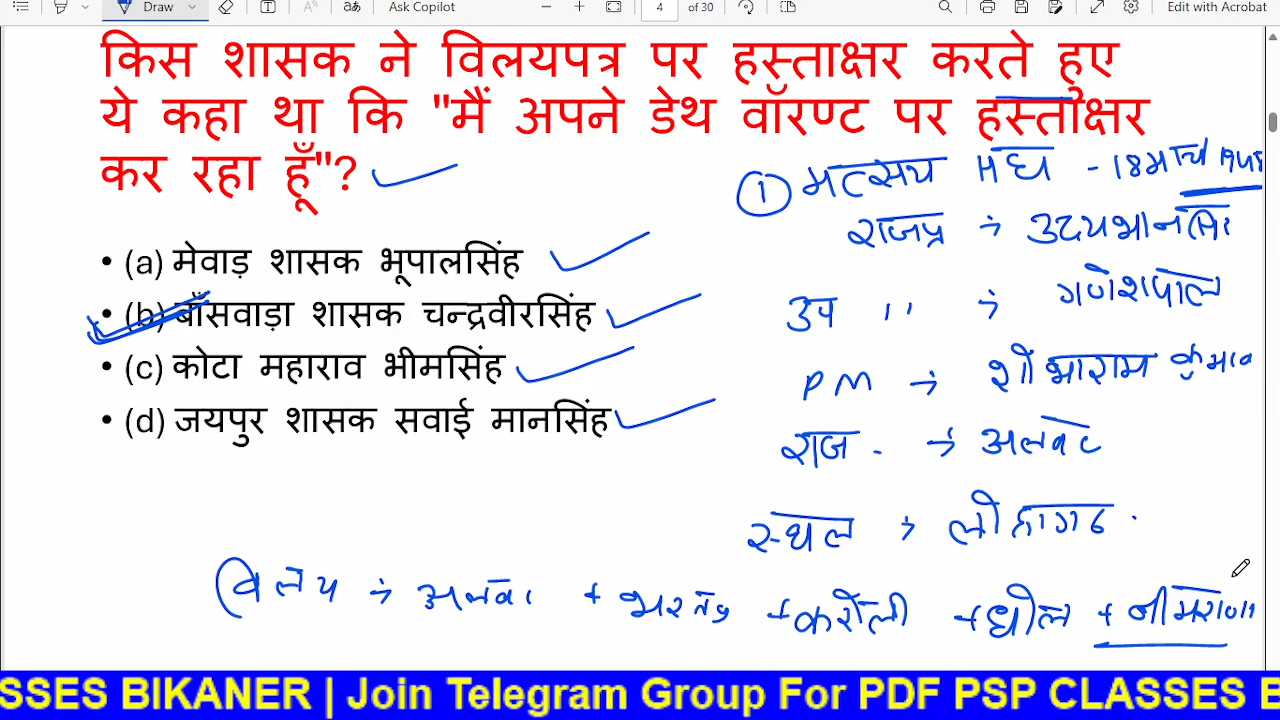 Draw
Ask Copilot
4 of 30
Edit with Acrobat
किस शासक ने विलयपत्र पर हस्ताक्षर करते हुए
ये कहा था कि "मैं अपने डेथ वॉरण्ट पर हस्ताक्षर
कर रहा हूँ"?
• (a) मेवाड़ शासक भूपालसिंह
• (b) बाँसवाड़ा शासक चन्द्रवीरसिंह
• (c) कोटा महाराव भीमसिंह
• (d) जयपुर शासक सवाई मानसिंह
① मत्सय संघ - 18 मार्च
राजप्र → उदयभानसिंह
उप '' → गणेशपाल
PM → शोभाराम कुमाव
राज - → अलवर
स्थल → लोहागढ .
विलय → अलवर + भरतपु + करोली + धोल + नीमराणा
SSES BIKANER | Join Telegram Group For PDF PSP CLASSES B